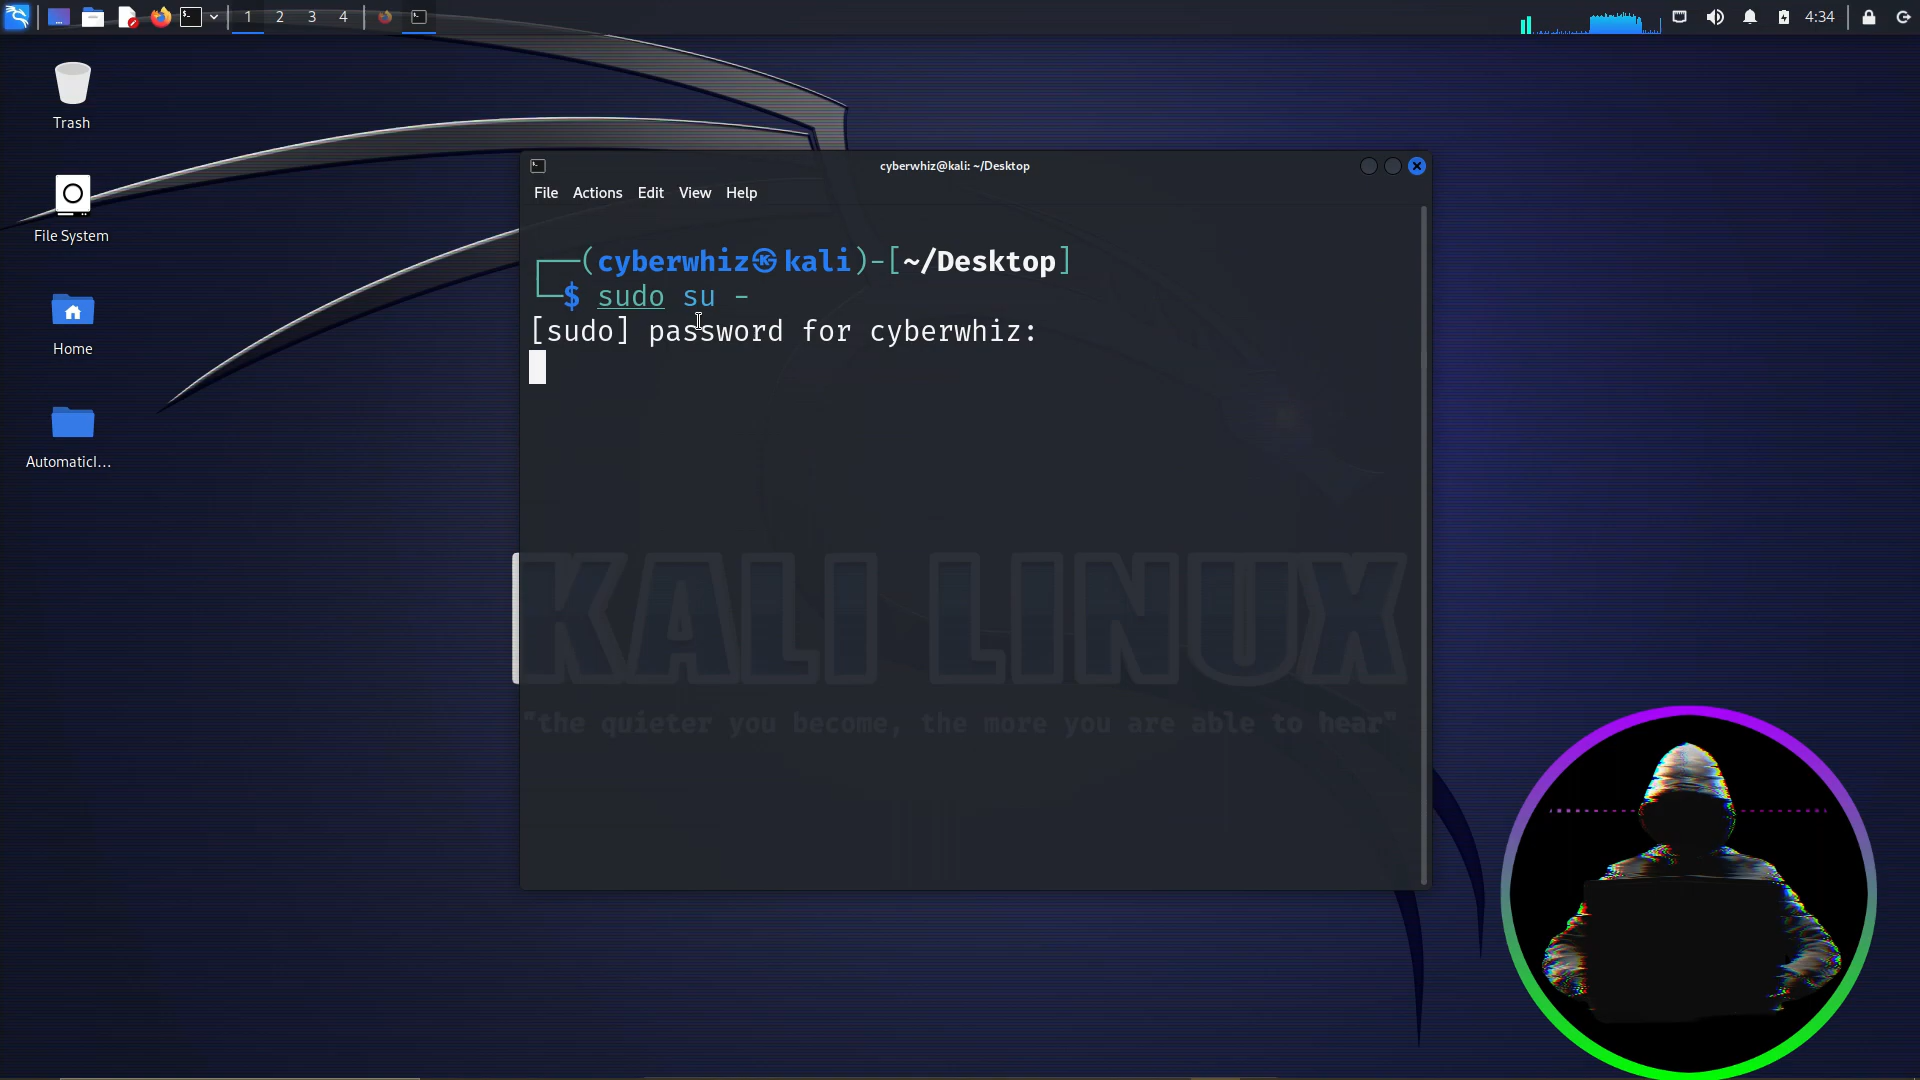 1 2 3 4
4:34
Trash
File System
Home
AutomaticI...
cyberwhiz@kali: ~/Desktop
File Actions Edit View Help
┌──(cyberwhiz㉿kali)-[~/Desktop]
└─$ sudo su -
[sudo] password for cyberwhiz:
KALI LINUX
"the quieter you become, the more you are able to hear"